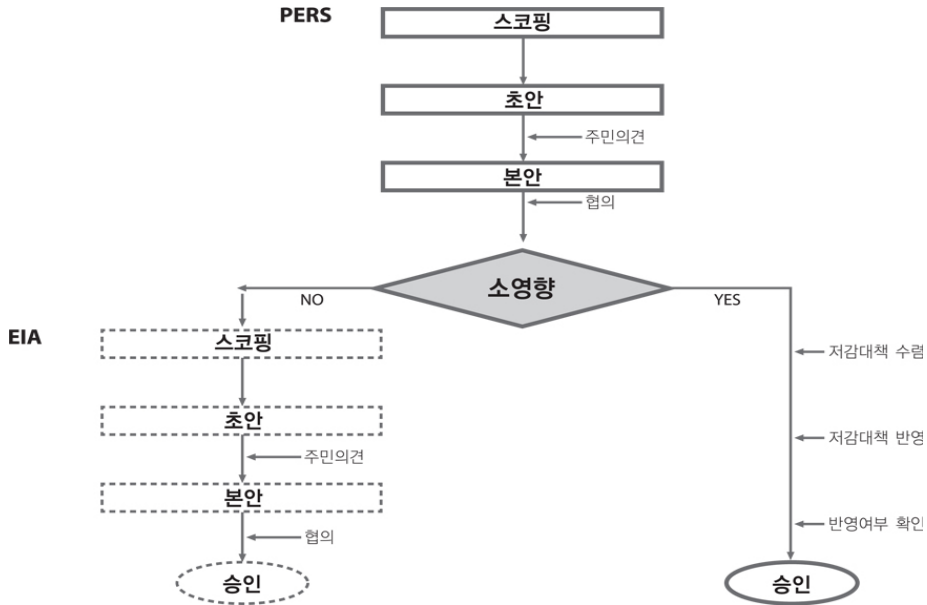 PERS
스코핑
초안
주민의견
본안
협의
소영향
NO
YES
EIA
스코핑
저감대책 수렴
초안
저감대책 반영
주민의견
본안
반영여부 확인
협의
승인
승인